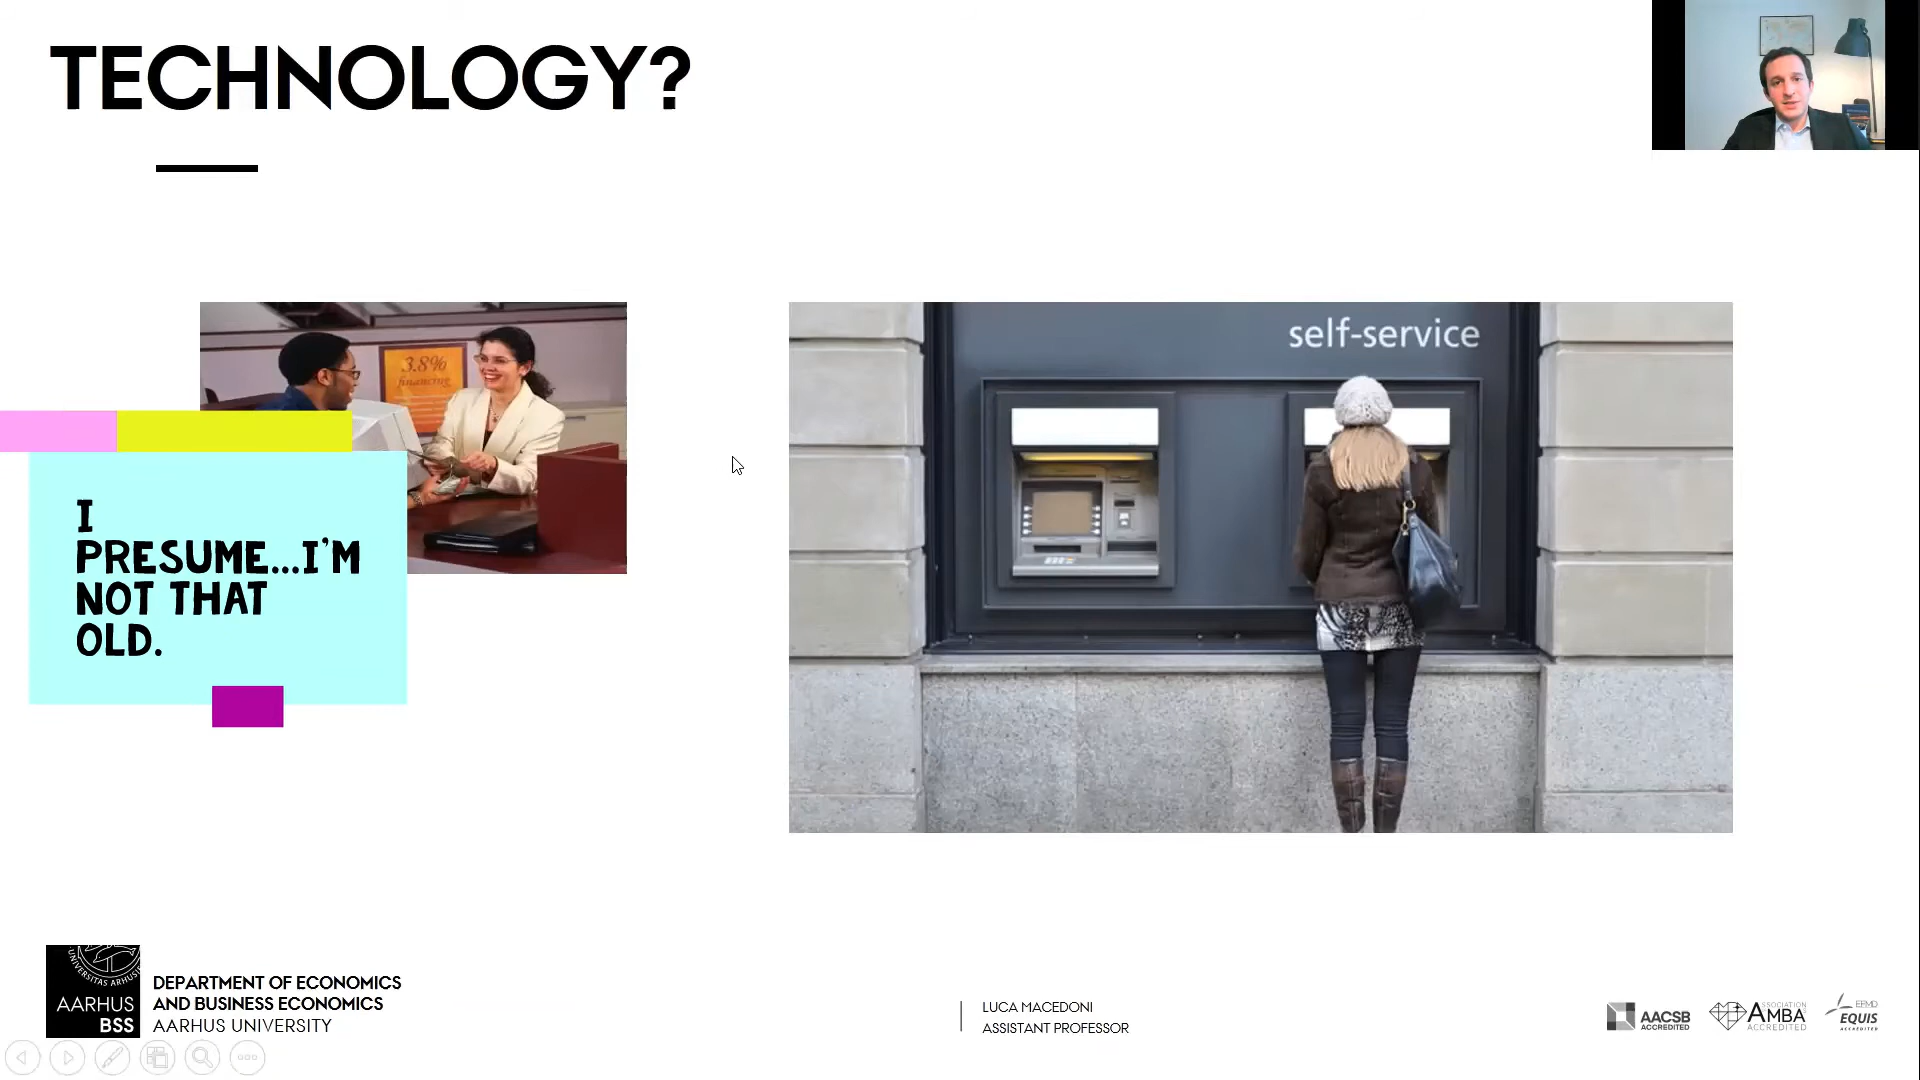 TECHNOLOGY?
3.8%
financing
self-service
I
PRESUME...I'M
NOT THAT
OLD.
UNIVERSITAS ARHUSI
AARHUS
BSS
DEPARTMENT OF ECONOMICS
AND BUSINESS ECONOMICS
AARHUS UNIVERSITY
LUCA MACEDONI
ASSISTANT PROFESSOR
AACSB
ACCREDITED
ASSOCIATION
AMBA
ACCREDITED
EFMD
EQUIS
ACCREDITED